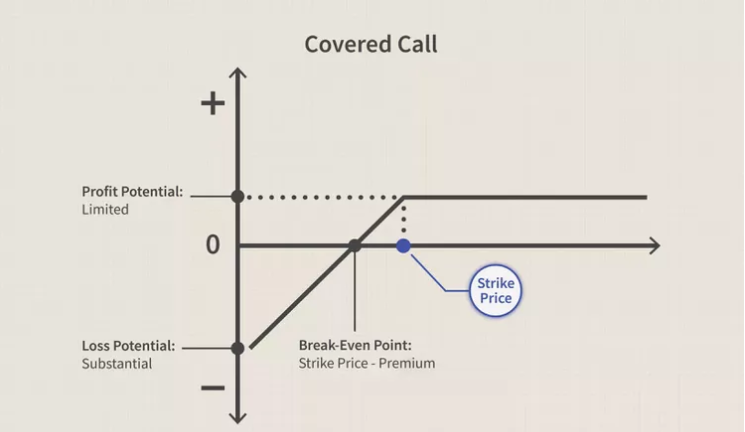 Covered Call
+
Profit Potential:
Limited
0
Strike
Price
Loss Potential:
Substantial
Break-Even Point:
Strike Price - Premium
–